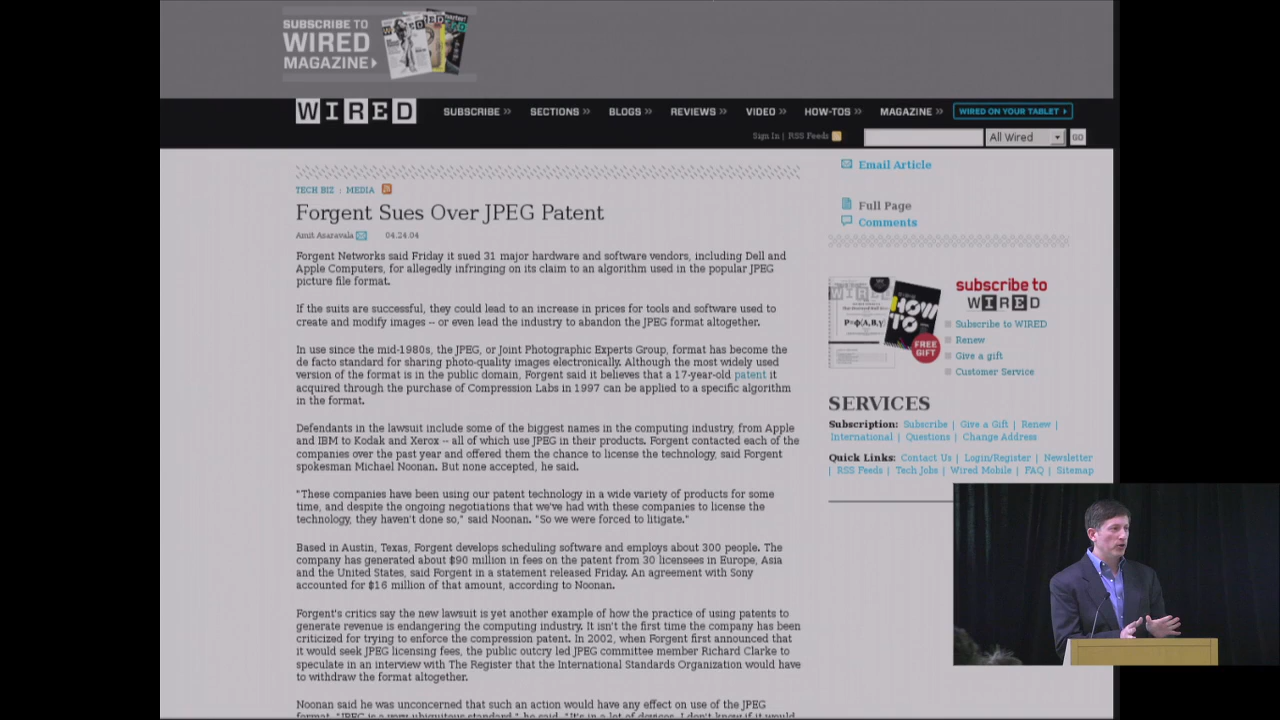 SUBSCRIBE TO
WIRED
MAGAZINE
WIRED
SUBSCRIBE >>
SECTIONS >>
BLOGS >>
REVIEWS >>
VIDEO >>
HOW-TOS >>
MAGAZINE >>
WIRED ON YOUR TABLET
Sign In | RSS Feeds
All Wired
GO
TECH BIZ : MEDIA
Forgent Sues Over JPEG Patent
Amit Asaravala 04.24.04
Forgent Networks said Friday it sued 31 major hardware and software vendors, including Dell and
Apple Computers, for allegedly infringing on its claim to an algorithm used in the popular JPEG
picture file format.
If the suits are successful, they could lead to an increase in prices for tools and software used to
create and modify images -- or even lead the industry to abandon the JPEG format altogether.
In use since the mid-1980s, the JPEG, or Joint Photographic Experts Group, format has become the
de facto standard for sharing photo-quality images electronically. Although the most widely used
version of the format is in the public domain, Forgent said it believes that a 17-year-old patent it
acquired through the purchase of Compression Labs in 1997 can be applied to a specific algorithm
in the format.
Defendants in the lawsuit include some of the biggest names in the computing industry, from Apple
and IBM to Kodak and Xerox -- all of which use JPEG in their products. Forgent contacted each of the
companies over the past year and offered them the chance to license the technology, said Forgent
spokesman Michael Noonan. But none accepted, he said.
"These companies have been using our patent technology in a wide variety of products for some
time, and despite the ongoing negotiations that we've had with these companies to license the
technology, they haven't done so," said Noonan. "So we were forced to litigate."
Based in Austin, Texas, Forgent develops scheduling software and employs about 300 people. The
company has generated about $90 million in fees on the patent from 30 licensees in Europe, Asia
and the United States, said Forgent in a statement released Friday. An agreement with Sony
accounted for $16 million of that amount, according to Noonan.
Forgent's critics say the new lawsuit is yet another example of how the practice of using patents to
generate revenue is endangering the computing industry. It isn't the first time the company has been
criticized for trying to enforce the compression patent. In 2002, when Forgent first announced that
it would seek JPEG licensing fees, the public outcry led JPEG committee member Richard Clarke to
speculate in an interview with The Register that the International Standards Organization would have
to withdraw the format altogether.
Noonan said he was unconcerned that such an action would have any effect on use of the JPEG
format. "JPEG is a very ubiquitous standard," he said. "It's in a lot of devices. I don't know if it would
Email Article
Full Page
Comments
HOW
TO
FREE
GIFT
subscribe to
WIRED
Subscribe to WIRED
Renew
Give a gift
Customer Service
SERVICES
Subscription: Subscribe | Give a Gift | Renew |
International | Questions | Change Address
Quick Links: Contact Us | Login/Register | Newsletter
| RSS Feeds | Tech Jobs | Wired Mobile | FAQ | Sitemap